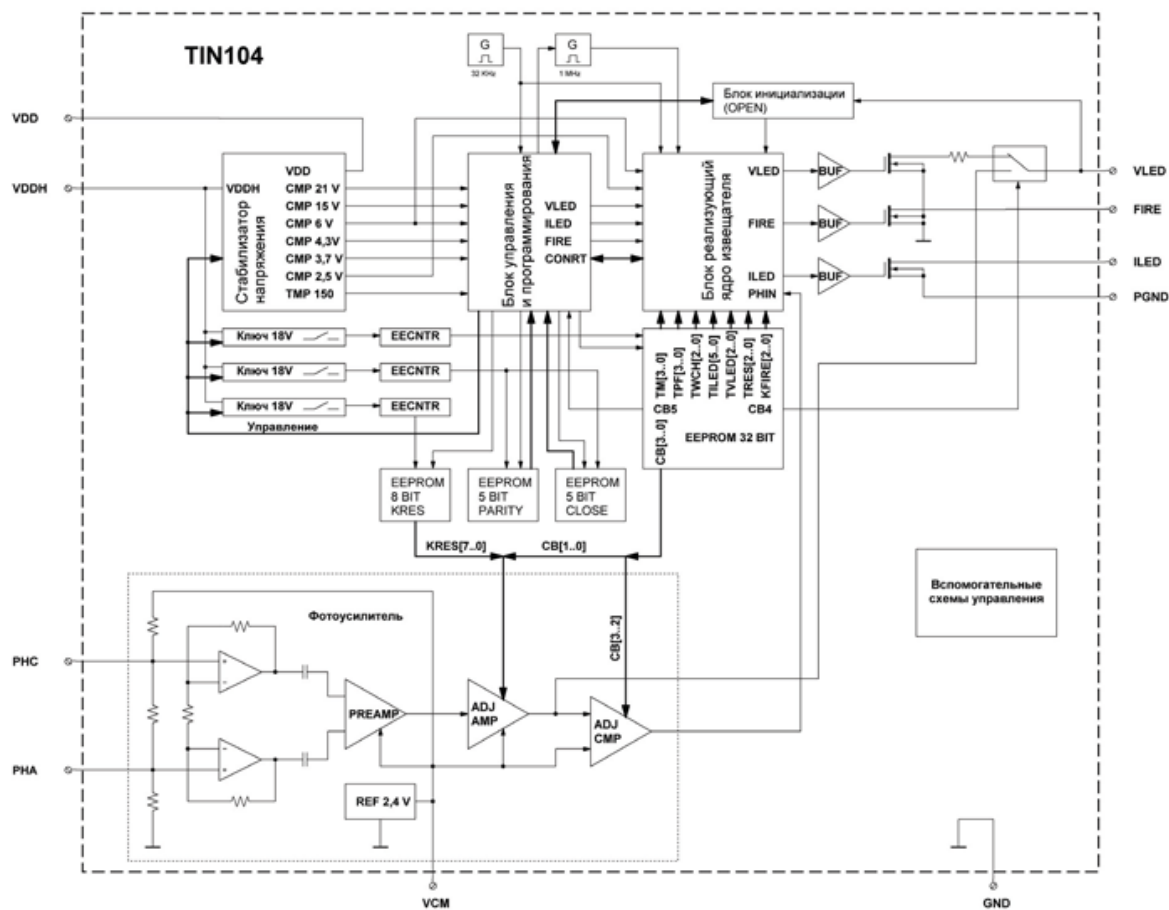 TIN104
G
32 KHz
G
1 MHz
Блок инициализации
(OPEN)
VDD
VDDH
VDD
VDDH
CMP 21 V
CMP 15 V
CMP 6 V
CMP 4,3V
CMP 3,7 V
CMP 2,5 V
TMP 150
Стабилизатор
напряжения
Блок управления
и программирования
VLED
ILED
FIRE
CONRT
Блок реализующий
ядро извещателя
VLED
FIRE
ILED
PHIN
BUF
BUF
BUF
VLED
FIRE
ILED
PGND
Ключ 18V
EECNTR
Ключ 18V
EECNTR
Ключ 18V
EECNTR
Управление
TM[3..0]
TPF[3..0]
TWCH[2..0]
TILED[5..0]
TVLED[2..0]
TRES[2..0]
KFIRE[2..0]
CB5
CB4
CB[3..0]
EEPROM 32 BIT
EEPROM
8 BIT
KRES
EEPROM
5 BIT
PARITY
EEPROM
5 BIT
CLOSE
KRES[7..0]
CB[1..0]
CB[3..2]
Вспомогательные
схемы управления
Фотоусилитель
PHC
PHA
+
−
−
+
PREAMP
ADJ
AMP
ADJ
CMP
REF 2,4 V
VCM
GND